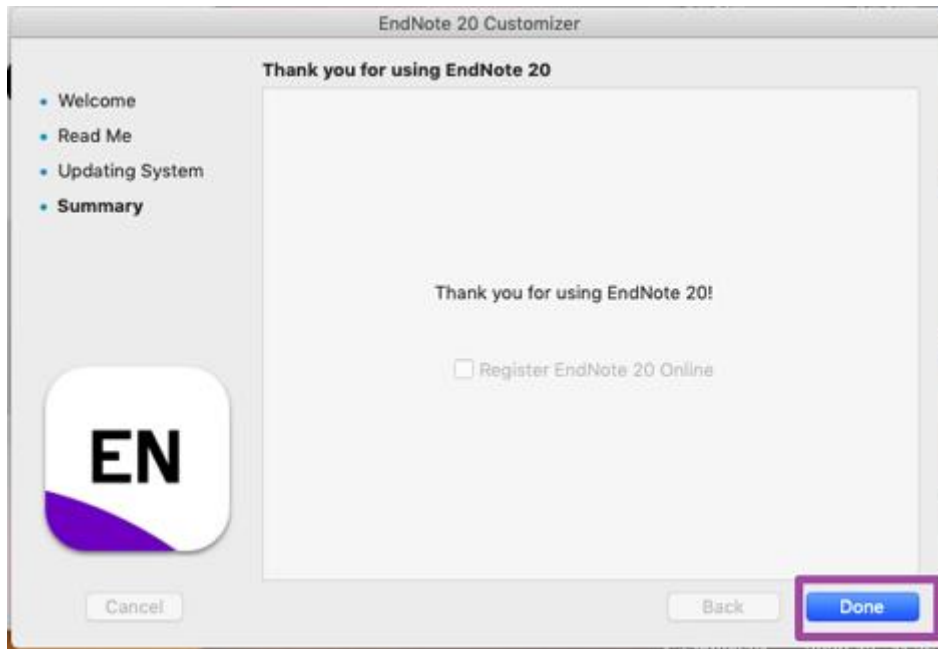 EndNote 20 Customizer
Thank you for using EndNote 20
Welcome
Read Me
Updating System
Summary
Thank you for using EndNote 20!
Register EndNote 20 Online
EN
Cancel
Back
Done